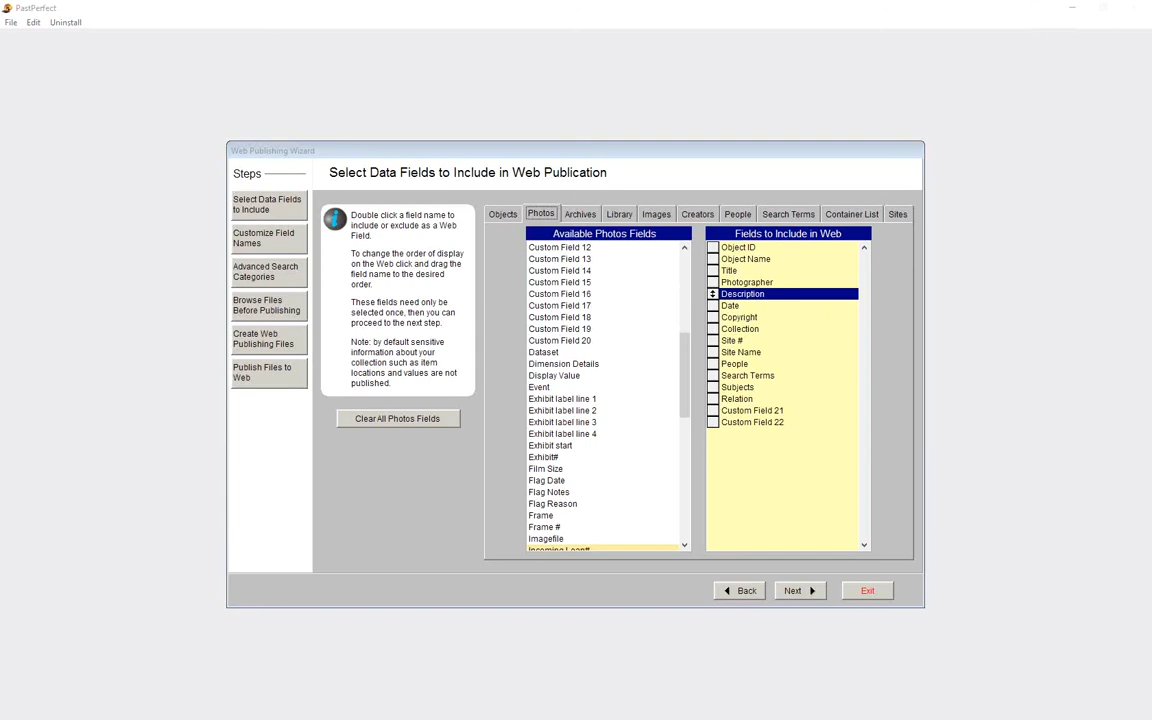 PastPerfect
File Edit Uninstall
Web Publishing Wizard
Steps
Select Data Fields to Include in Web Publication
Select Data Fields
to Include
Customize Field
Names
Advanced Search
Categories
Browse Files
Before Publishing
Create Web
Publishing Files
Publish Files to
Web
Double click a field name to
include or exclude as a Web
Field.
To change the order of display
on the Web click and drag the
field name to the desired
order.
These fields need only be
selected once, then you can
proceed to the next step.
Note: by default sensitive
information about your
collection such as item
locations and values are not
published.
Clear All Photos Fields
Objects Photos Archives Library Images Creators People Search Terms Container List Sites
Available Photos Fields
Custom Field 12
Custom Field 13
Custom Field 14
Custom Field 15
Custom Field 16
Custom Field 17
Custom Field 18
Custom Field 19
Custom Field 20
Dataset
Dimension Details
Display Value
Event
Exhibit label line 1
Exhibit label line 2
Exhibit label line 3
Exhibit label line 4
Exhibit start
Exhibit#
Film Size
Flag Date
Flag Notes
Flag Reason
Frame
Frame #
Imagefile
Incoming Loan#
Fields to Include in Web
Object ID
Object Name
Title
Photographer
Description
Date
Copyright
Collection
Site #
Site Name
People
Search Terms
Subjects
Relation
Custom Field 21
Custom Field 22
Back Next Exit